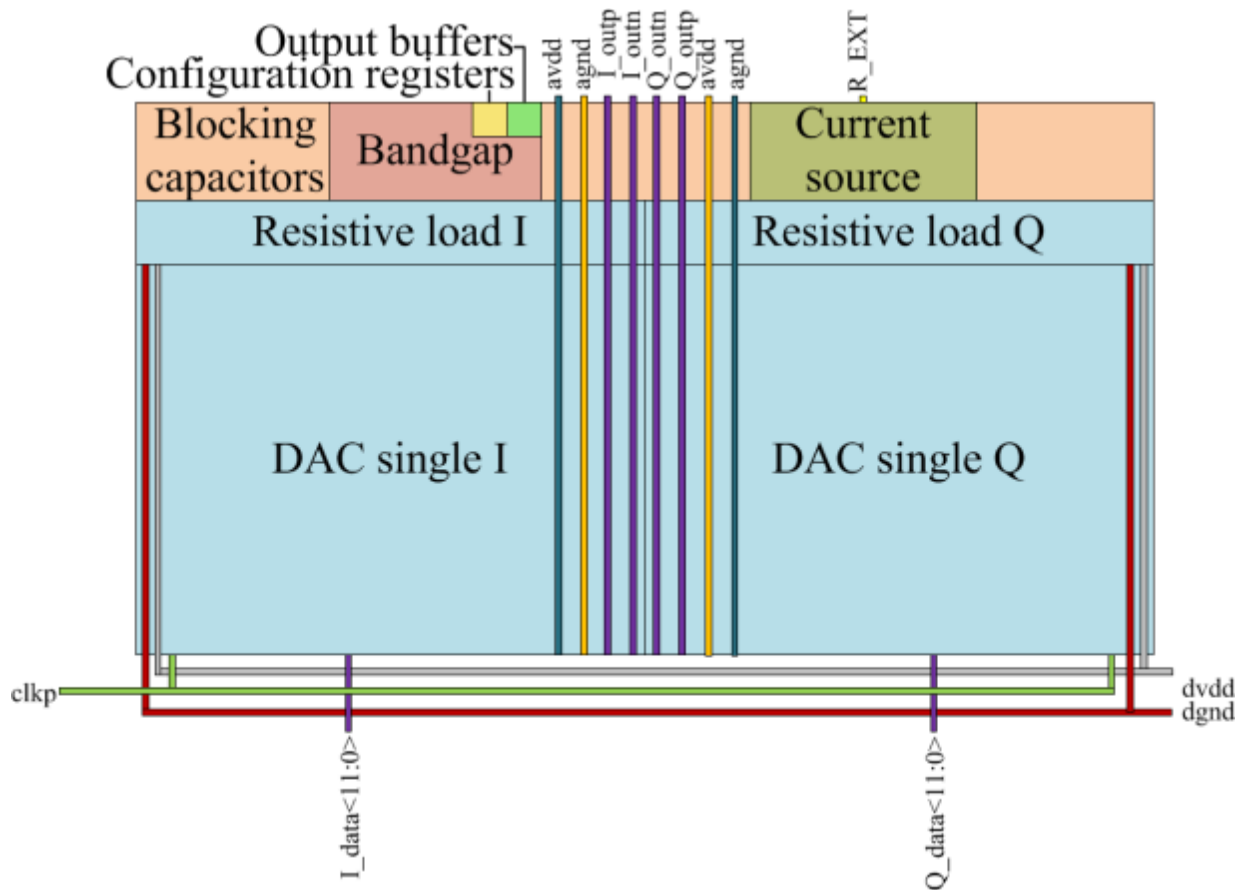 Output buffers
Configuration registers
avdd
agnd
I_outp
I_outn
Q_outn
Q_outp
avdd
agnd
R_EXT
Blocking
capacitors
Bandgap
Current
source
Resistive load I
Resistive load Q
DAC single I
DAC single Q
clkp
dvdd
dgnd
I_data<11:0>
Q_data<11:0>